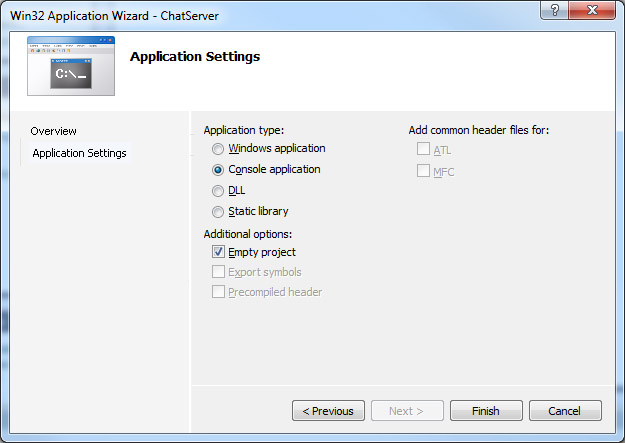 Win32 Application Wizard - ChatServer
?
C:\_
Application Settings
Overview
Application Settings
Application type:
Windows application
Console application
DLL
Static library
Additional options:
Empty project
Export symbols
Precompiled header
Add common header files for:
ATL
MFC
< Previous
Next >
Finish
Cancel